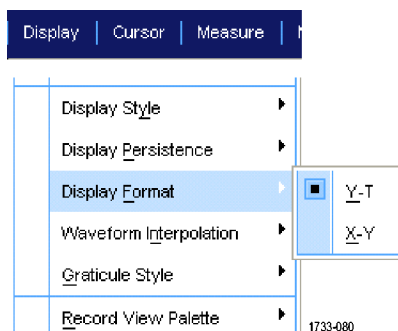 Display | Cursor | Measure |
Display Style
Display Persistence
Display Format
Y-T
Waveform Interpolation
X-Y
Graticule Style
Record View Palette
1733-080